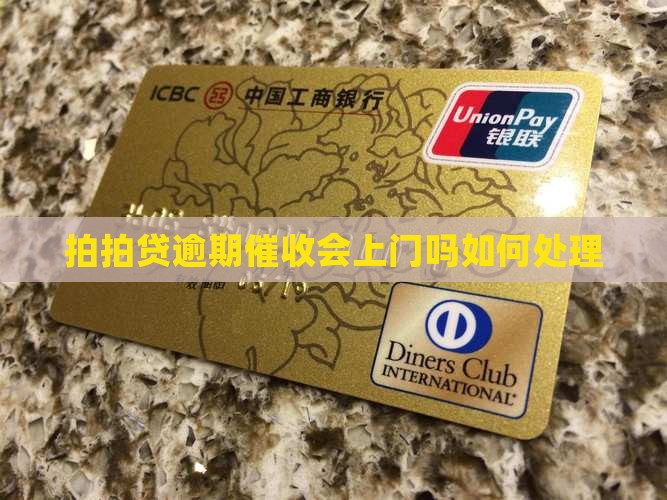 ICBC 中国工商银行
UnionPay
银联
拍拍贷逾期催收会上门吗如何处理
Diners Club
INTERNATIONAL